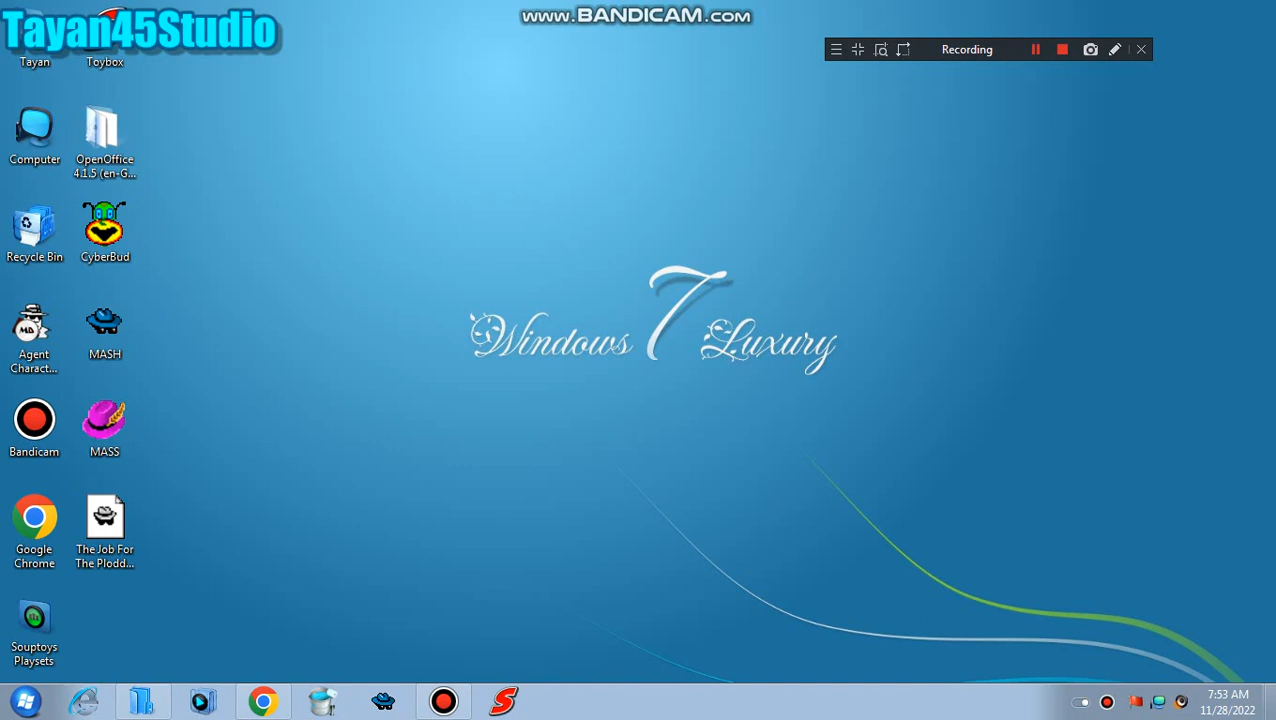 www.BANDICAM.com
Tayan45Studio
Recording
Tayan
Toybox
Computer
OpenOffice
4.1.5 (en-G...
Recycle Bin
CyberBud
Agent
Charact...
MASH
Bandicam
MASS
Google
Chrome
The Job For
The Plodd...
Souptoys
Playsets
Windows 7 Luxury
7:53 AM
11/28/2022